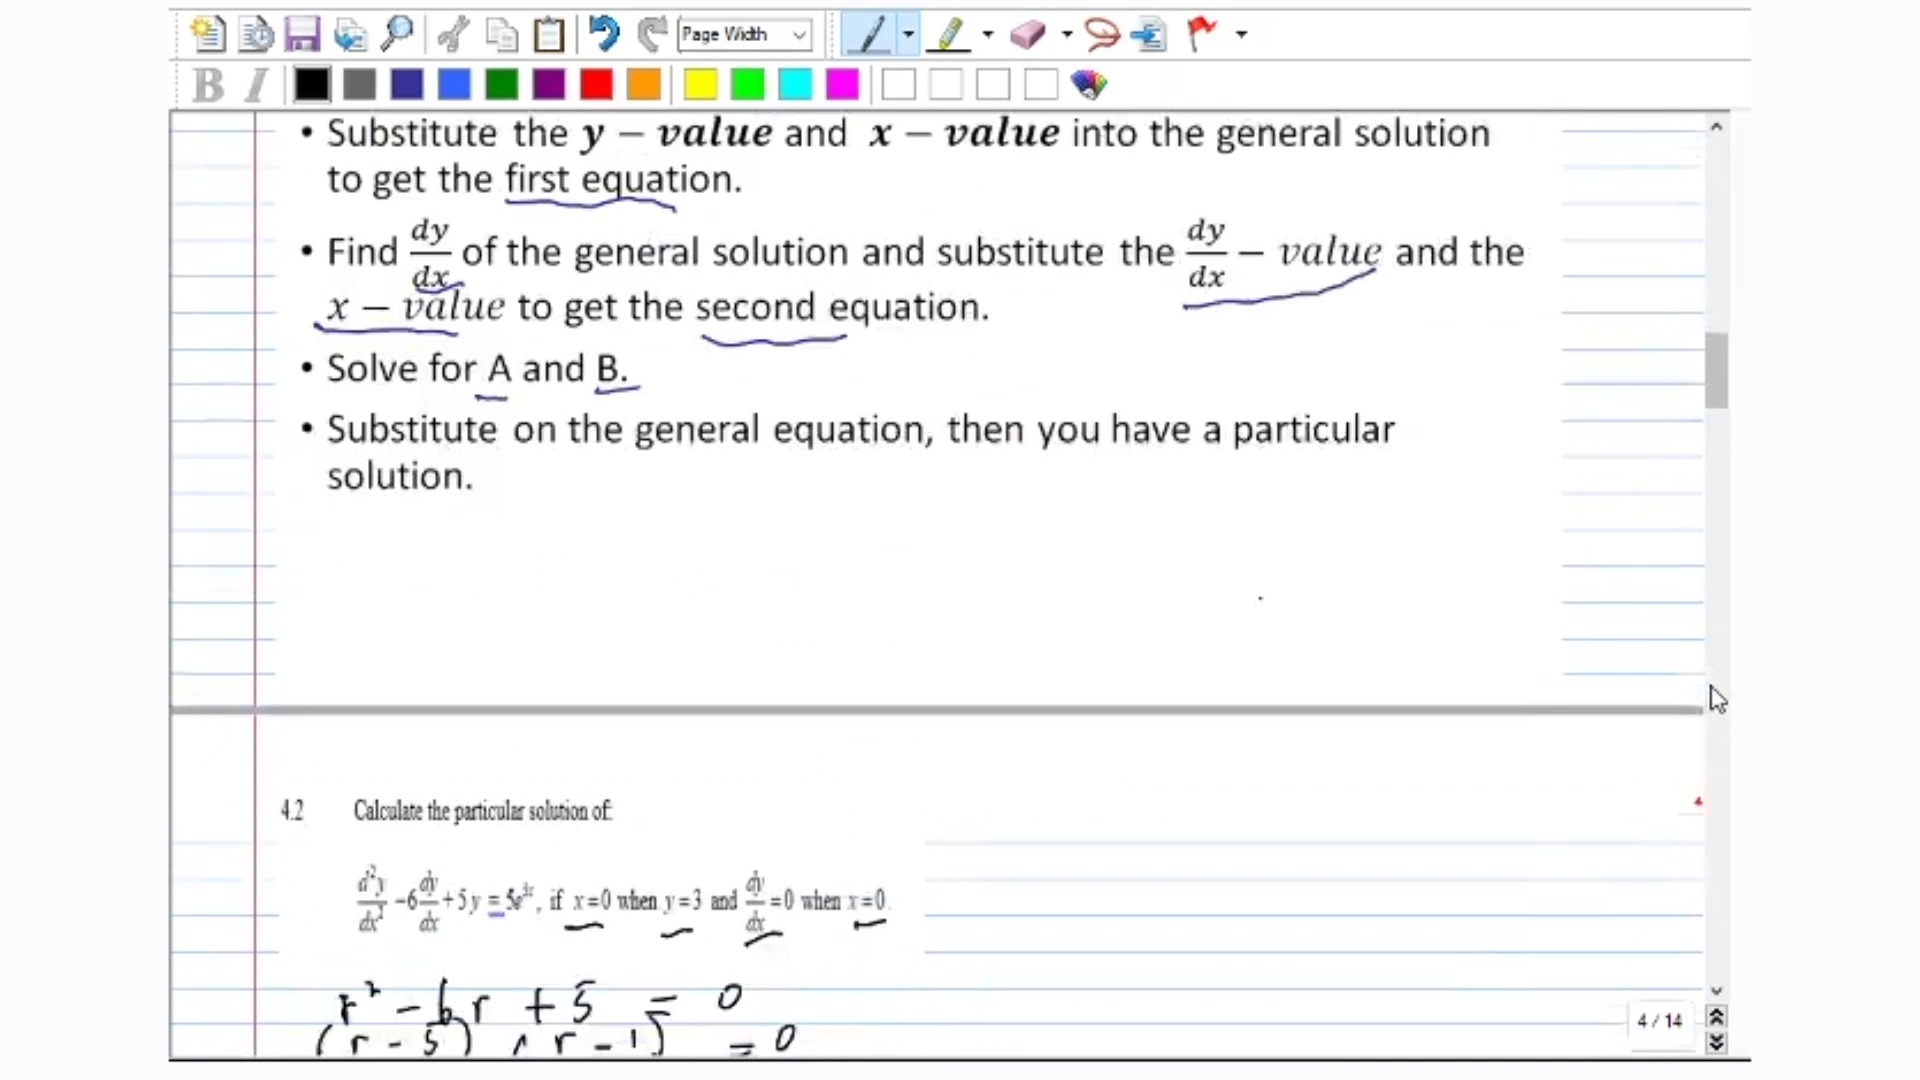 Page Width
B I
• Substitute the y − value and x − value into the general solution
to get the first equation.
• Find dy/dx of the general solution and substitute the dy/dx − value and the
x − value to get the second equation.
• Solve for A and B.
• Substitute on the general equation, then you have a particular
solution.
4.2 Calculate the particular solution of:
d²y/dx² −6 dy/dx +5y = 5e, if x=0 when y=3 and dy/dx =0 when x=0.
r² − 6r + 5 = 0
(r − 5) (r − 1) = 0
4 / 14